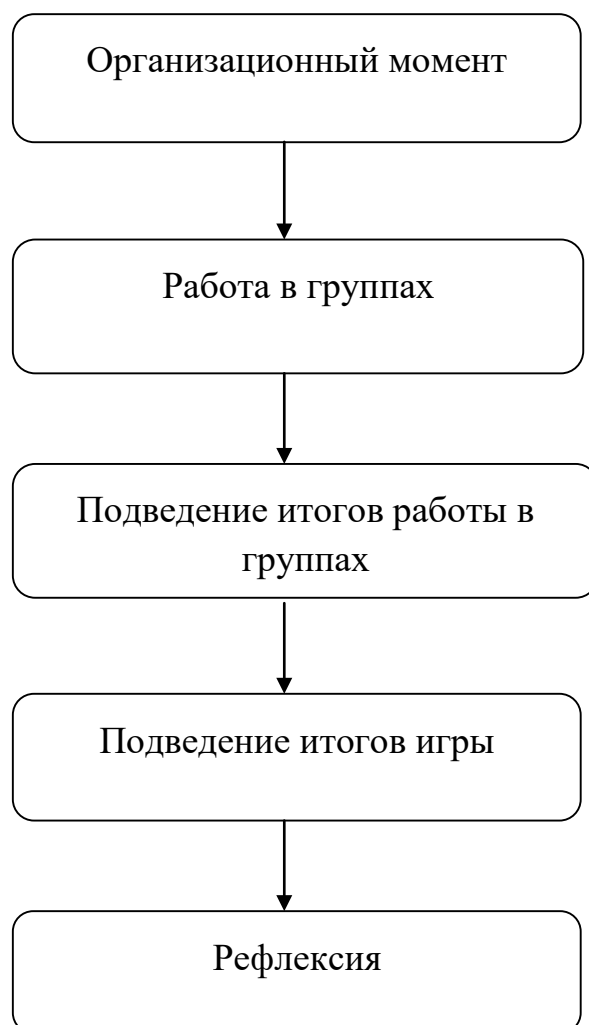 Организационный момент
Работа в группах
Подведение итогов работы в
группах
Подведение итогов игры
Рефлексия